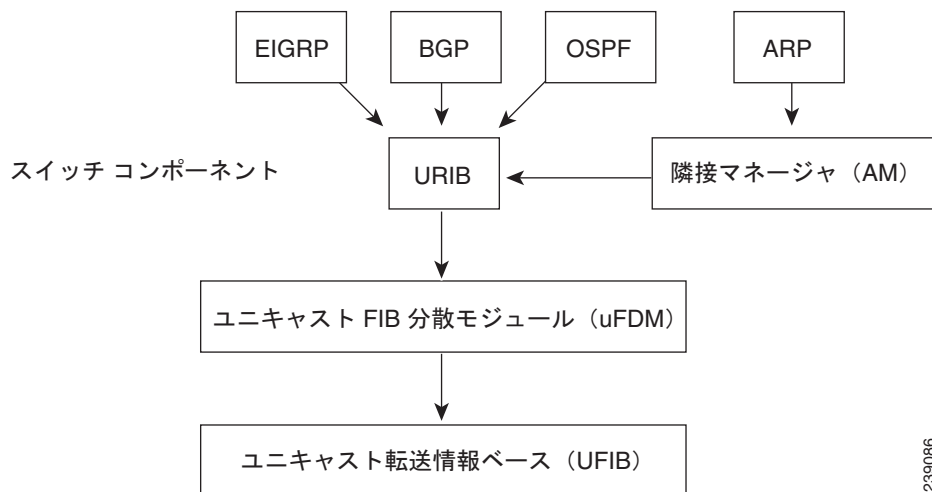 EIGRP
BGP
OSPF
ARP
スイッチ コンポーネント
URIB
隣接マネージャ（AM）
ユニキャスト FIB 分散モジュール（uFDM）
ユニキャスト転送情報ベース（UFIB）
239086